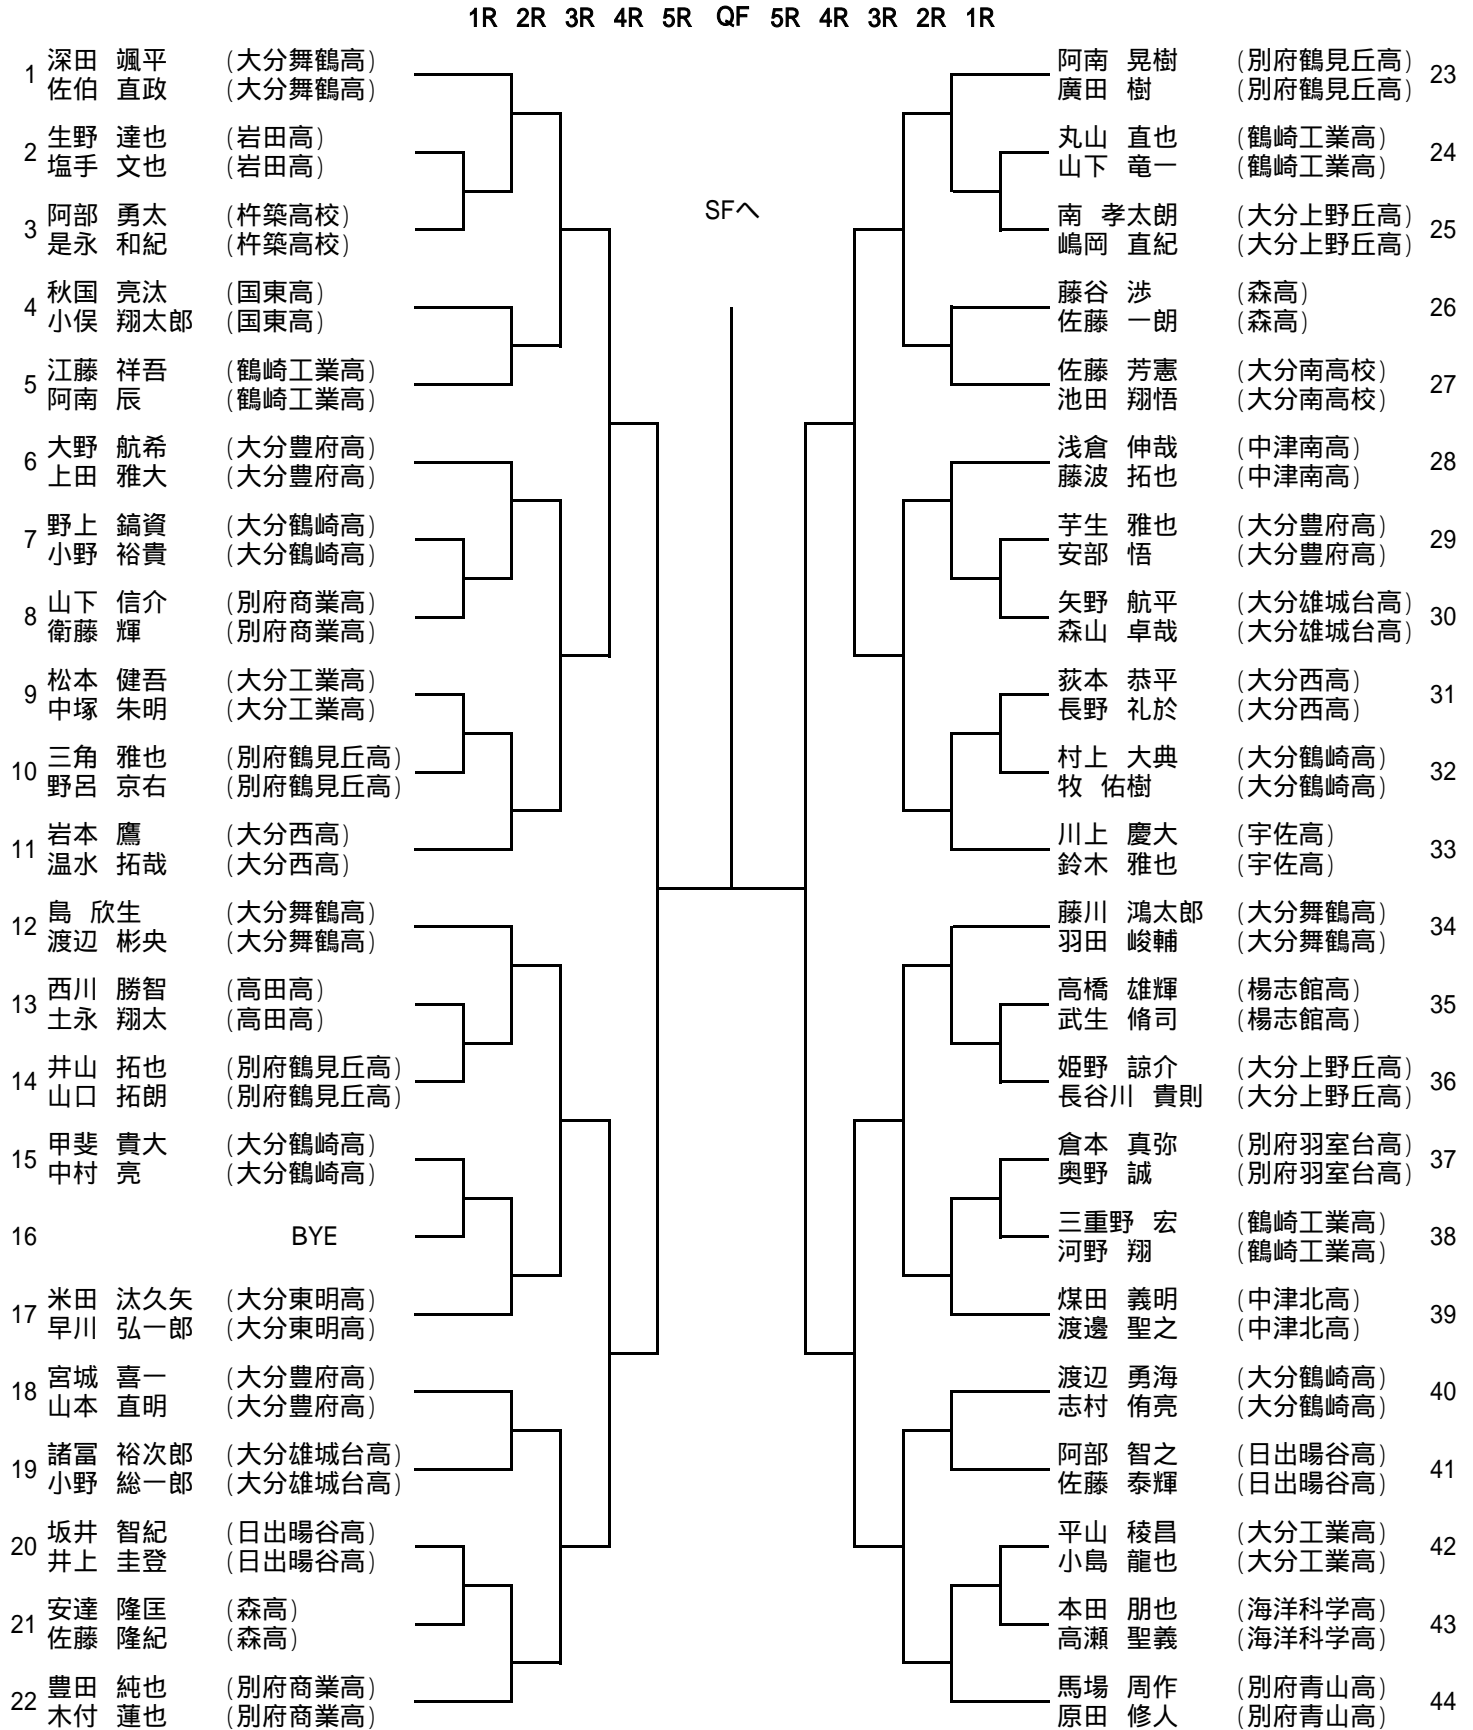 1R 2R 3R 4R 5R QF 5R 4R 3R 2R 1R
SFへ
1
深田 颯平 (大分舞鶴高)
佐伯 直政 (大分舞鶴高)
2
生野 達也 (岩田高)
塩手 文也 (岩田高)
3
阿部 勇太 (杵築高校)
是永 和紀 (杵築高校)
4
秋国 亮汰 (国東高)
小俣 翔太郎 (国東高)
5
江藤 祥吾 (鶴崎工業高)
阿南 辰 (鶴崎工業高)
6
大野 航希 (大分豊府高)
上田 雅大 (大分豊府高)
7
野上 鎬資 (大分鶴崎高)
小野 裕貴 (大分鶴崎高)
8
山下 信介 (別府商業高)
衛藤 輝 (別府商業高)
9
松本 健吾 (大分工業高)
中塚 朱明 (大分工業高)
10
三角 雅也 (別府鶴見丘高)
野呂 京右 (別府鶴見丘高)
11
岩本 鷹 (大分西高)
温水 拓哉 (大分西高)
12
島 欣生 (大分舞鶴高)
渡辺 彬央 (大分舞鶴高)
13
西川 勝智 (高田高)
土永 翔太 (高田高)
14
井山 拓也 (別府鶴見丘高)
山口 拓朗 (別府鶴見丘高)
15
甲斐 貴大 (大分鶴崎高)
中村 亮 (大分鶴崎高)
16 BYE
17
米田 汰久矢 (大分東明高)
早川 弘一郎 (大分東明高)
18
宮城 喜一 (大分豊府高)
山本 直明 (大分豊府高)
19
諸冨 裕次郎 (大分雄城台高)
小野 総一郎 (大分雄城台高)
20
坂井 智紀 (日出暘谷高)
井上 圭登 (日出暘谷高)
21
安達 隆匡 (森高)
佐藤 隆紀 (森高)
22
豊田 純也 (別府商業高)
木付 蓮也 (別府商業高)
阿南 晃樹 (別府鶴見丘高)
廣田 樹 (別府鶴見丘高)
23
丸山 直也 (鶴崎工業高)
山下 竜一 (鶴崎工業高)
24
南 孝太朗 (大分上野丘高)
嶋岡 直紀 (大分上野丘高)
25
藤谷 渉 (森高)
佐藤 一朗 (森高)
26
佐藤 芳憲 (大分南高校)
池田 翔悟 (大分南高校)
27
浅倉 伸哉 (中津南高)
藤波 拓也 (中津南高)
28
芋生 雅也 (大分豊府高)
安部 悟 (大分豊府高)
29
矢野 航平 (大分雄城台高)
森山 卓哉 (大分雄城台高)
30
荻本 恭平 (大分西高)
長野 礼於 (大分西高)
31
村上 大典 (大分鶴崎高)
牧 佑樹 (大分鶴崎高)
32
川上 慶大 (宇佐高)
鈴木 雅也 (宇佐高)
33
藤川 鴻太郎 (大分舞鶴高)
羽田 峻輔 (大分舞鶴高)
34
高橋 雄輝 (楊志館高)
武生 脩司 (楊志館高)
35
姫野 諒介 (大分上野丘高)
長谷川 貴則 (大分上野丘高)
36
倉本 真弥 (別府羽室台高)
奥野 誠 (別府羽室台高)
37
三重野 宏 (鶴崎工業高)
河野 翔 (鶴崎工業高)
38
煤田 義明 (中津北高)
渡邊 聖之 (中津北高)
39
渡辺 勇海 (大分鶴崎高)
志村 侑亮 (大分鶴崎高)
40
阿部 智之 (日出暘谷高)
佐藤 泰輝 (日出暘谷高)
41
平山 稜昌 (大分工業高)
小島 龍也 (大分工業高)
42
本田 朋也 (海洋科学高)
高瀬 聖義 (海洋科学高)
43
馬場 周作 (別府青山高)
原田 修人 (別府青山高)
44